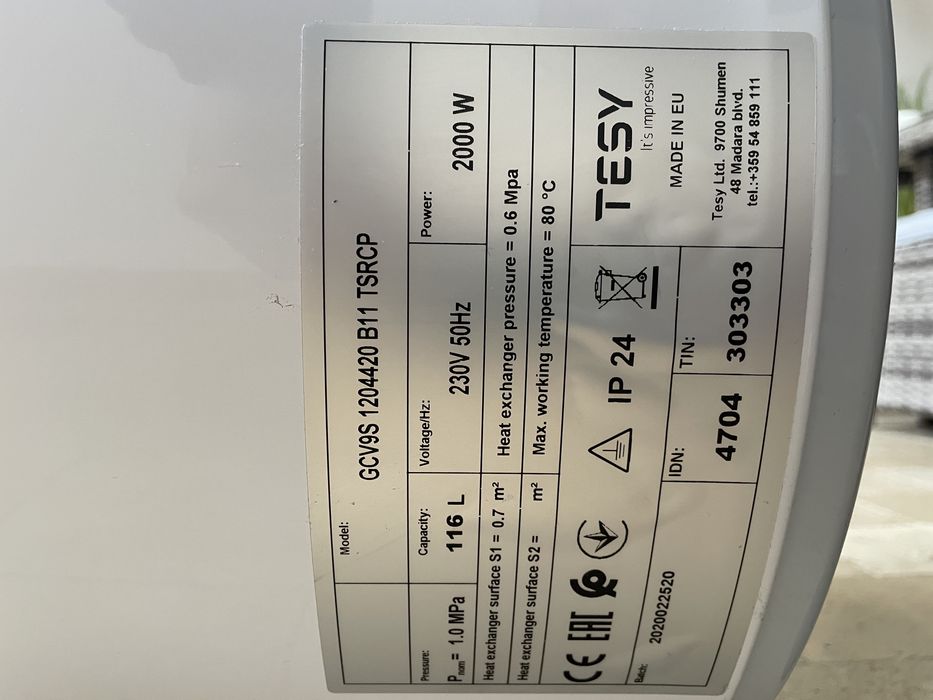 Model:
GCV9S 1204420 B11 TSRCP
Pressure:
Pnom = 1.0 MPa
Capacity:
116 L
Voltage/Hz:
230V 50Hz
Power:
2000 W
Heat exchanger surface S1 = 0.7 m²
Heat exchanger pressure = 0.6 Mpa
Heat exchanger surface S2 = m²
Max. working temperature = 80 °C
CE EAC
IP 24
TESY
It's impressive
MADE IN EU
Batch:
2020022520
IDN:
4704
TIN:
303303
Tesy Ltd. 9700 Shumen
48 Madara blvd.
tel.:+359 54 859 111